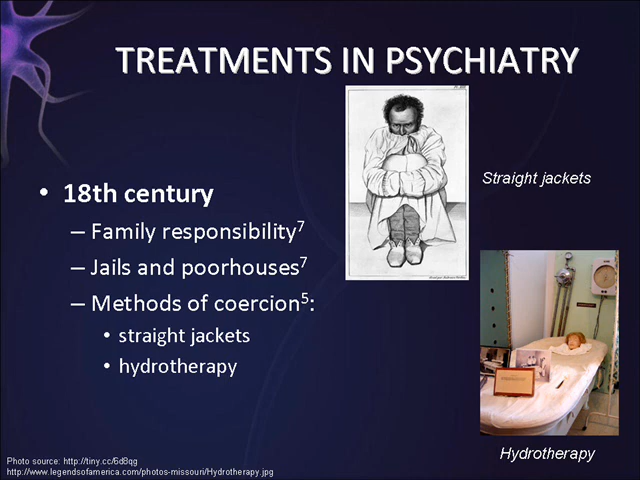 TREATMENTS IN PSYCHIATRY
Straight jackets
• 18th century
– Family responsibility7
– Jails and poorhouses7
– Methods of coercion5:
• straight jackets
• hydrotherapy
Hydrotherapy
Photo source: http://tiny.cc/6d8qg
http://www.legendsofamerica.com/photos-missouri/Hydrotherapy.jpg